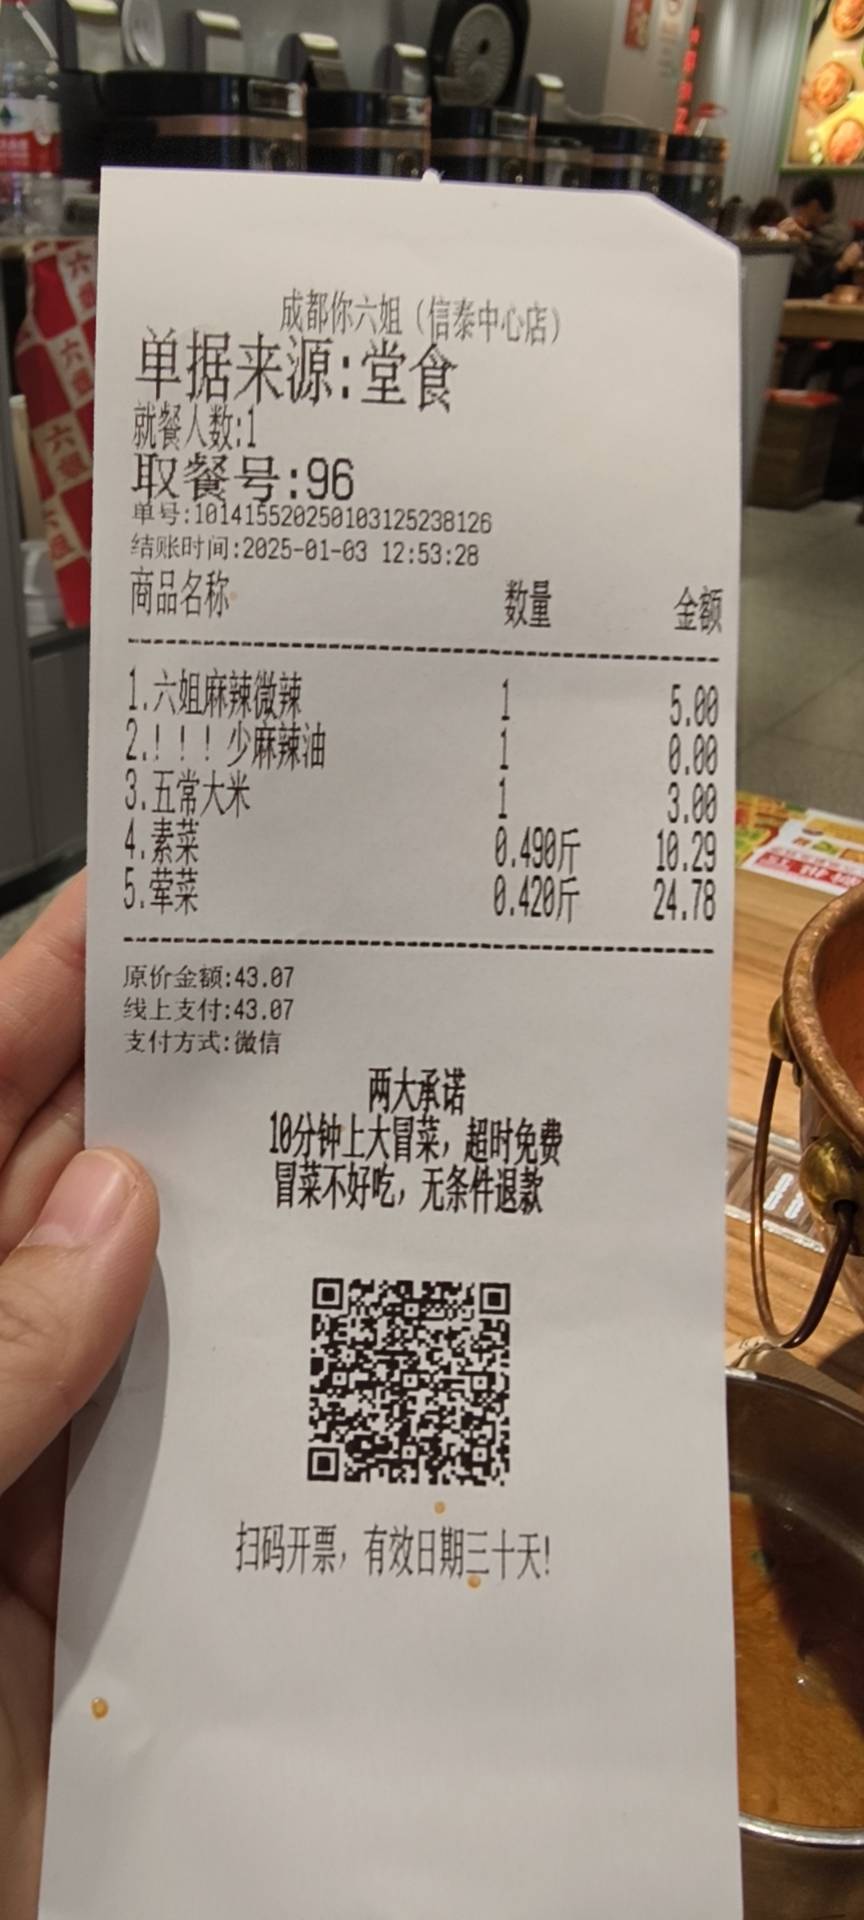 成都你六姐（信泰中心店）
单据来源:堂食
就餐人数:1
取餐号:96
单号:101415520250103125238126
结账时间:2025-01-03 12:53:28
商品名称 数量 金额
1.六姐麻辣微辣 1 5.00
2.！！！少麻辣油 1 0.00
3.五常大米 1 3.00
4.素菜 0.490斤 10.29
5.荤菜 0.420斤 24.78
原价金额:43.07
线上支付:43.07
支付方式:微信
两大承诺
10分钟上大冒菜，超时免费
冒菜不好吃，无条件退款
扫码开票，有效日期三十天!